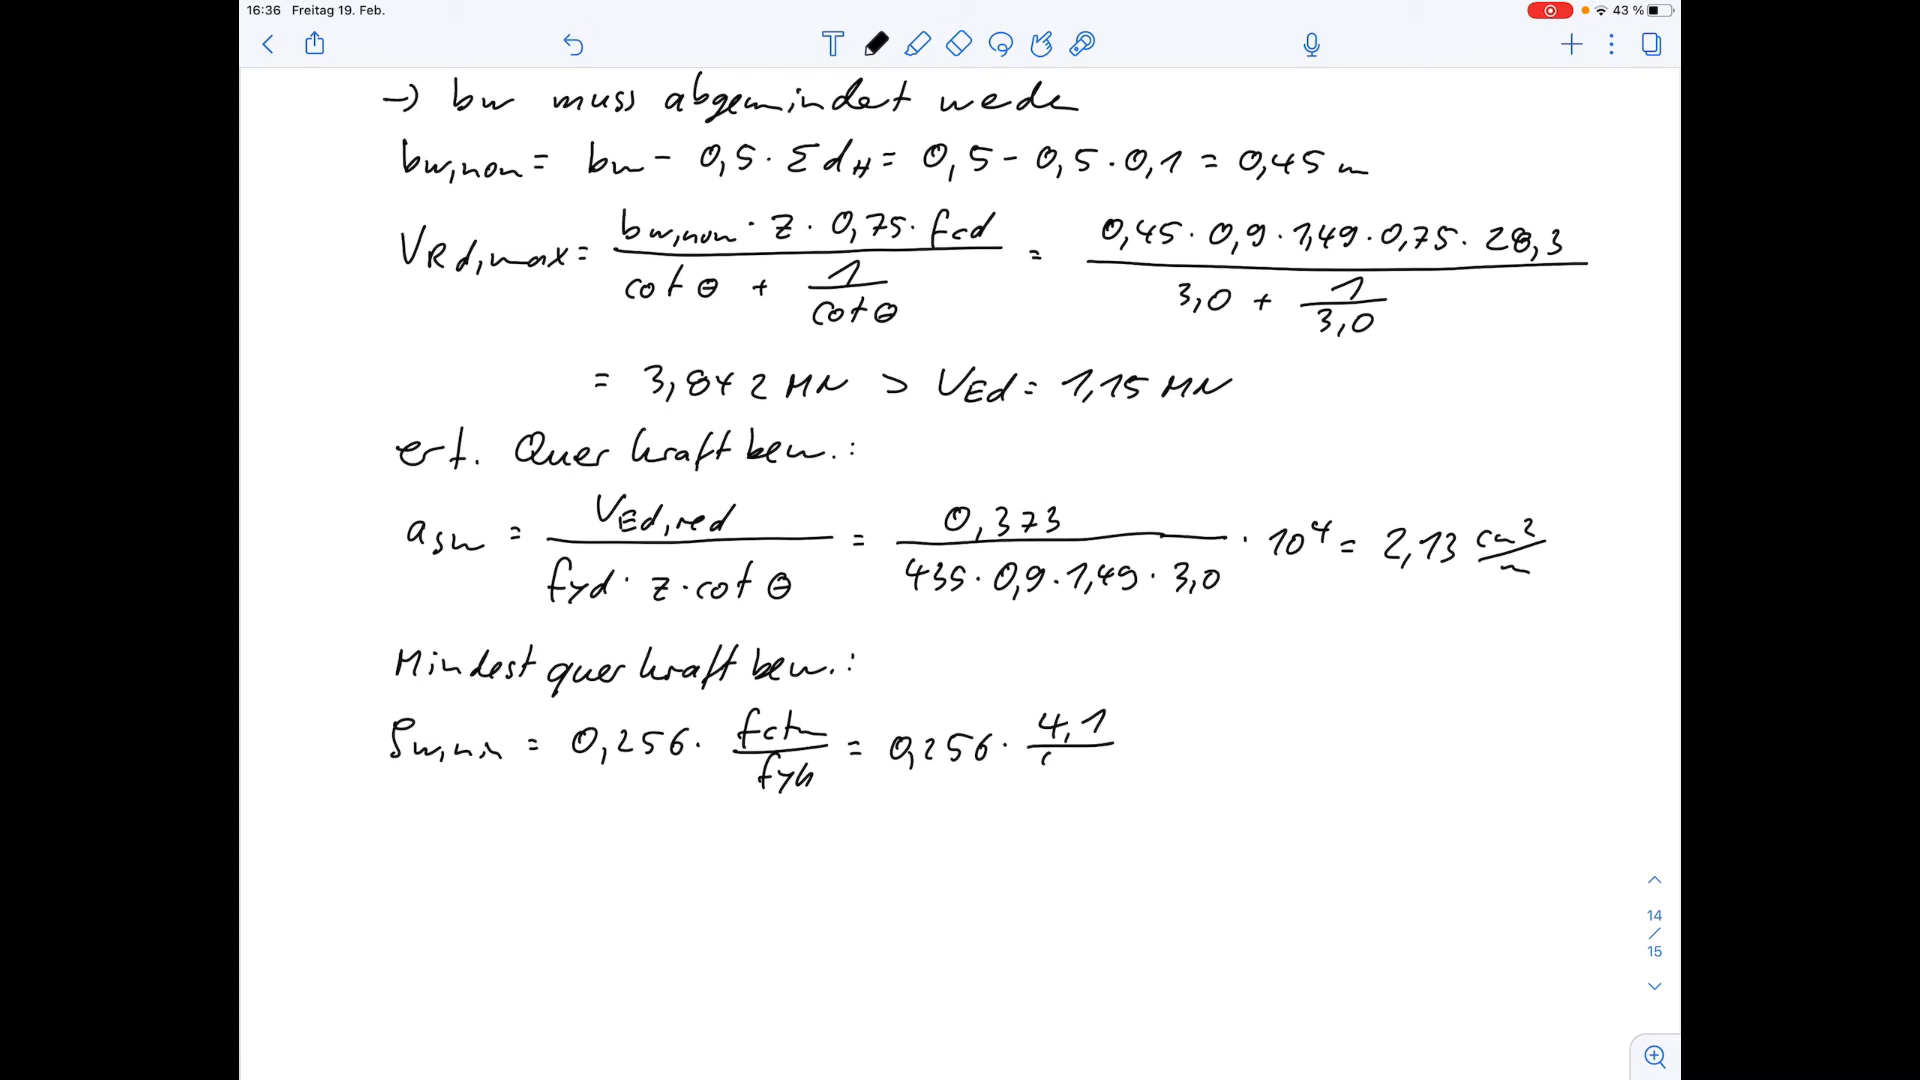 16:36 Freitag 19. Feb. 43 %
T
→ bw muss abgemindert werden
bw,nom = bw - 0,5 · Σ dH = 0,5 - 0,5 · 0,1 = 0,45 m
VRd,max = (bw,nom · z · 0,75 · fcd) / (cot θ + 1/cot θ) = (0,45 · 0,9 · 1,49 · 0,75 · 28,3) / (3,0 + 1/3,0)
= 3,842 MN > VEd = 1,15 MN
erf. Querkraftbew.:
asw = VEd,red / (fyd · z · cot θ) = 0,373 / (435 · 0,9 · 1,49 · 3,0) · 10⁴ = 2,13 cm²/m
Mindestquerkraftbew.:
ρw,min = 0,256 · fctm/fyk = 0,256 · 4,1
14
/
15